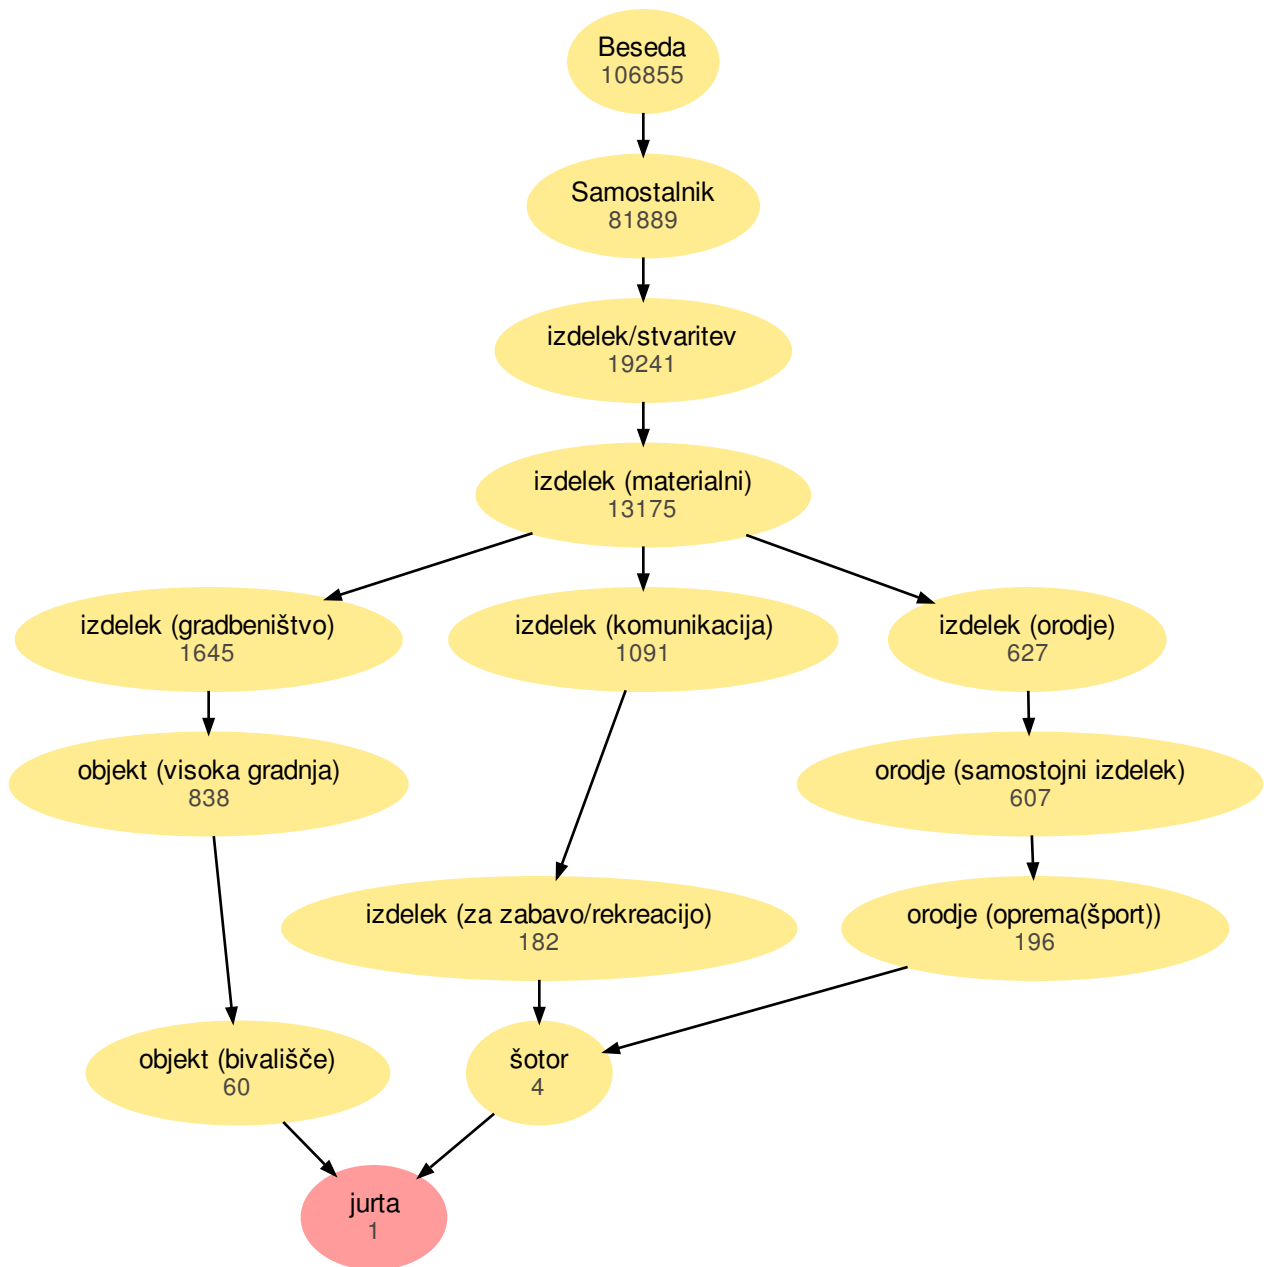 Beseda
106855
Samostalnik
81889
izdelek/stvaritev
19241
izdelek (materialni)
13175
izdelek (gradbeništvo)
1645
izdelek (komunikacija)
1091
izdelek (orodje)
627
objekt (visoka gradnja)
838
orodje (samostojni izdelek)
607
izdelek (za zabavo/rekreacijo)
182
orodje (oprema(šport))
196
objekt (bivališče)
60
šotor
4
jurta
1